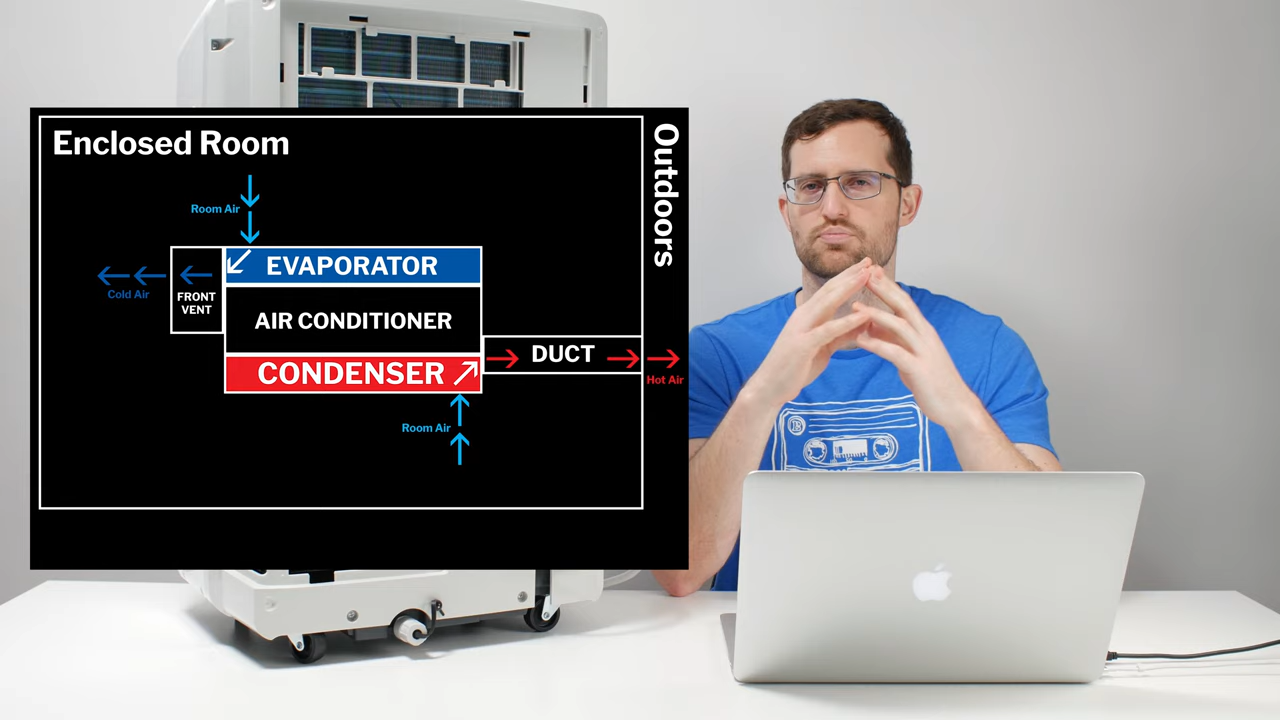 Enclosed Room
Outdoors
Room Air
EVAPORATOR
Cold Air
FRONT
VENT
AIR CONDITIONER
DUCT
CONDENSER
Hot Air
Room Air